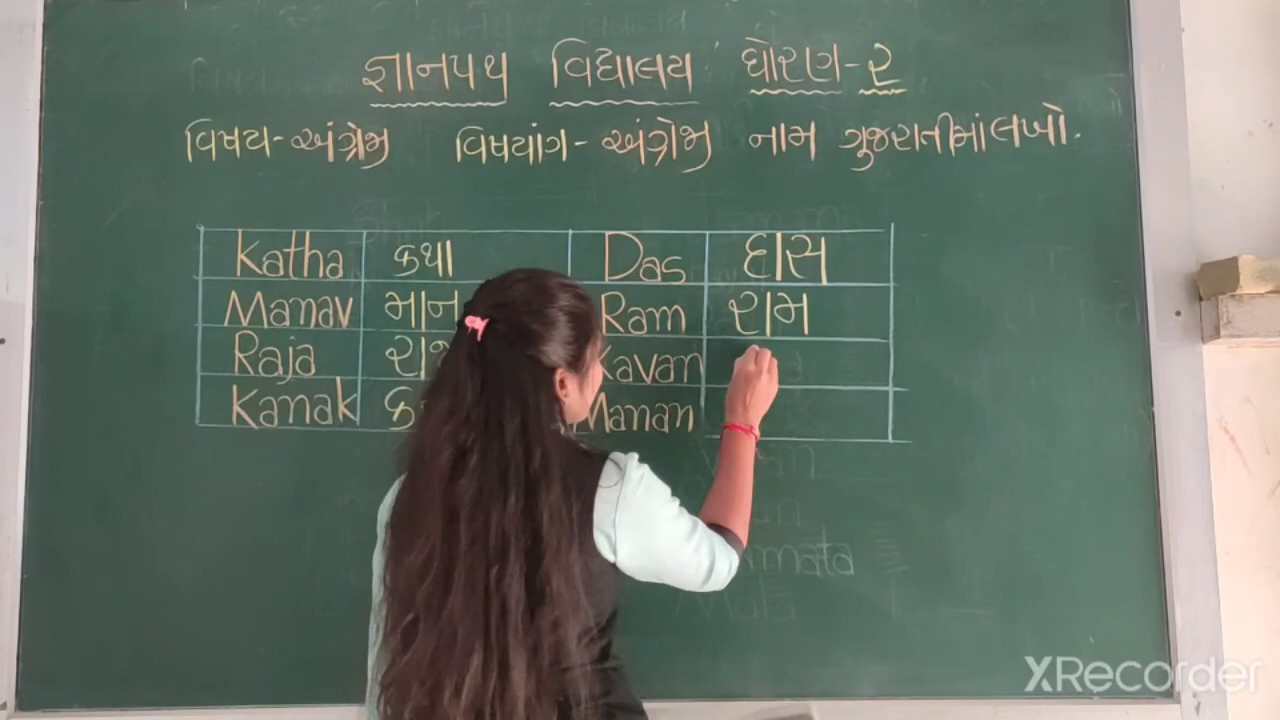 જ્ઞાનપથ વિદ્યાલય ધોરણ-૨
વિષય-અંગ્રેજી વિષયાંગ-અંગ્રેજી નામ ગુજરાતીમાં લખો.
Katha કથા Das દાસ
Manav માન Ram રામ
Raja રા Kavan
Kanak ક Manan
XRecorder